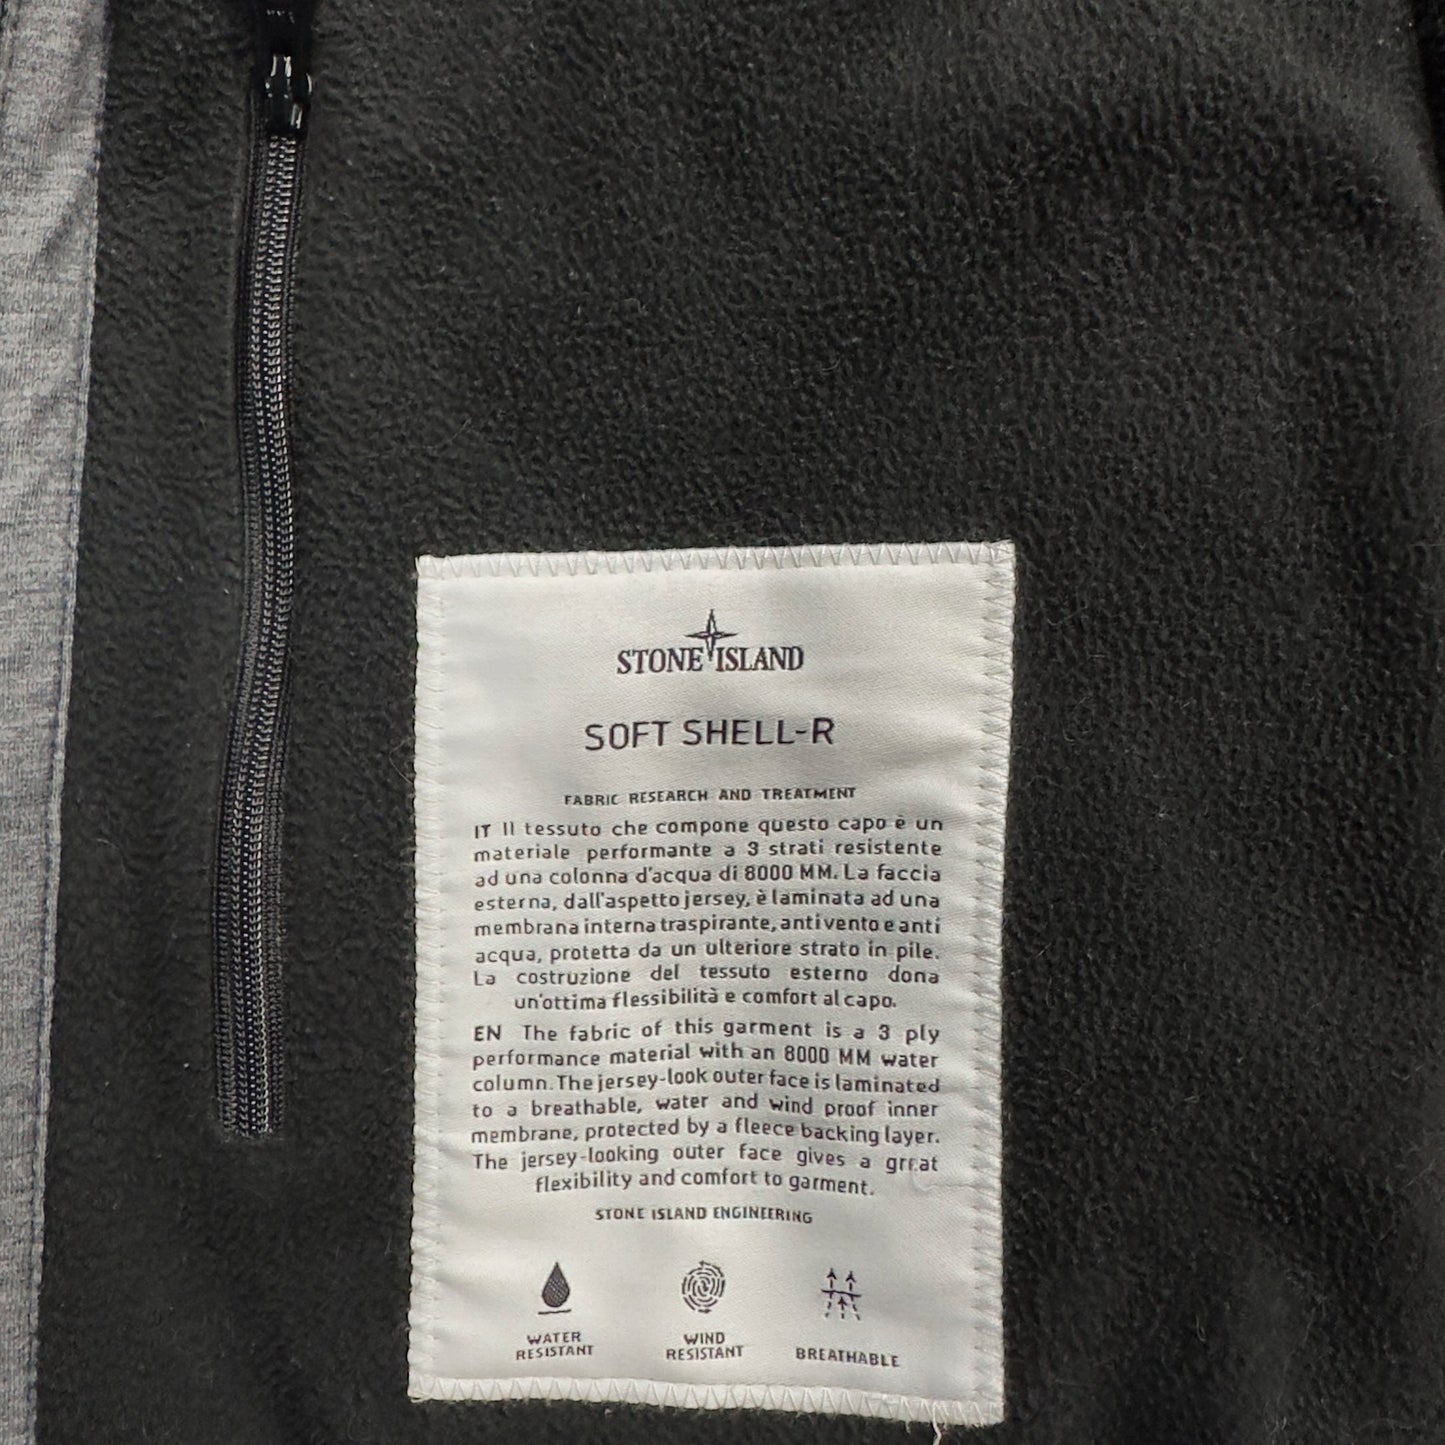 STONE ISLAND
SOFT SHELL-R
FABRIC RESEARCH AND TREATMENT
IT Il tessuto che compone questo capo è un
materiale performante a 3 strati resistente
ad una colonna d'acqua di 8000 MM. La faccia
esterna, dall'aspetto jersey, è laminata ad una
membrana interna traspirante, antivento e anti
acqua, protetta da un ulteriore strato in pile.
La costruzione del tessuto esterno dona
un'ottima flessibilità e comfort al capo.
EN The fabric of this garment is a 3 ply
performance material with an 8000 MM water
column. The jersey-look outer face is laminated
to a breathable, water and wind proof inner
membrane, protected by a fleece backing layer.
The jersey-looking outer face gives a great
flexibility and comfort to garment.
STONE ISLAND ENGINEERING
WATER
RESISTANT
WIND
RESISTANT
BREATHABLE